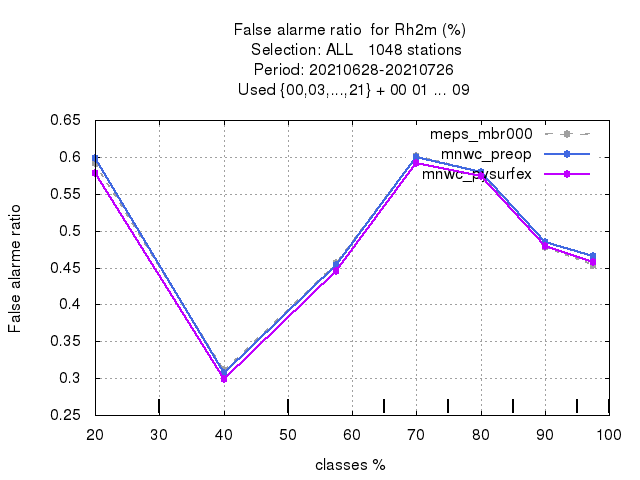 False alarme ratio  for Rh2m (%)
Selection: ALL   1048 stations
Period: 20210628-20210726
Used {00,03,...,21} + 00 01 ... 09
meps_mbr000
mnwc_preop
mnwc_pysurfex
0.65
0.6
0.55
0.5
0.45
0.4
0.35
0.3
0.25
False alarme ratio
20 30 40 50 60 70 80 90 100
classes %